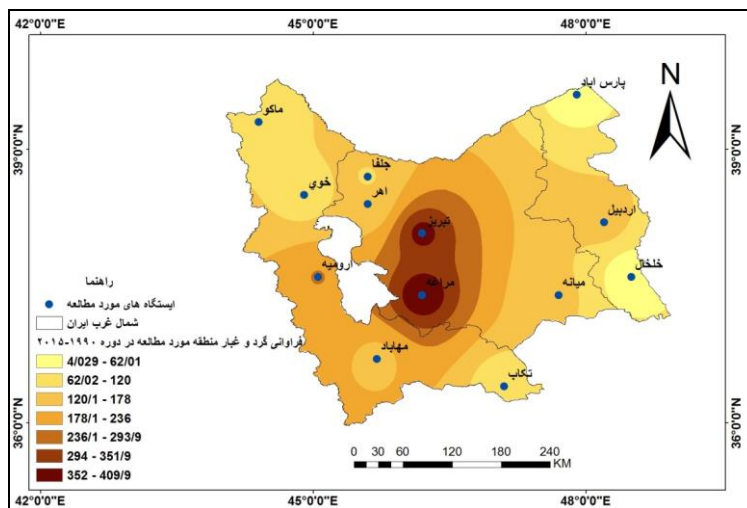 42°0'0"E
45°0'0"E
48°0'0"E
N
پارس اباد
ماکو
39°0'0"N
39°0'0"N
جلفا
خوي
اهر
اردبیل
تبریز
خلخال
ارومیه
میانه
مراغه
راهنما
ایستگاه های مورد مطالعه
شمال غرب ایران
فراوانی گرد و غبار منطقه مورد مطالعه در دوره ۱۹۹۰-۲۰۱۵
مهاباد
تکاب
4/029 - 62/01
62/02 - 120
120/1 - 178
178/1 - 236
236/1 - 293/9
294 - 351/9
352 - 409/9
36°0'0"N
36°0'0"N
0 30 60 120 180 240
KM
42°0'0"E
45°0'0"E
48°0'0"E